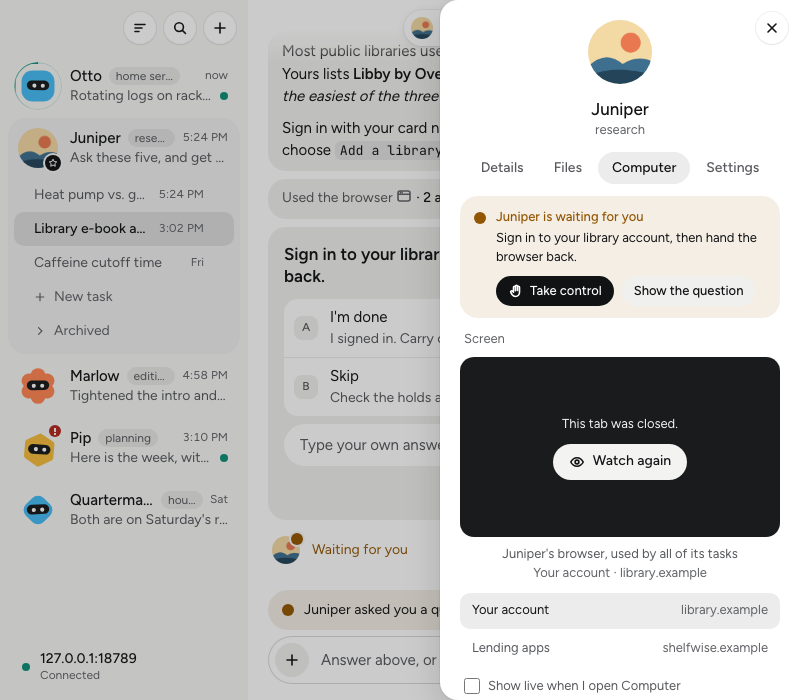 Otto
home ser...
now
Rotating logs on rack...
Juniper
rese...
5:24 PM
Ask these five, and get ...
Heat pump vs. g...
5:24 PM
Library e-book a...
3:02 PM
Caffeine cutoff time
Fri
New task
Archived
Marlow
editi...
4:58 PM
Tightened the intro and...
Pip
planning
3:10 PM
Here is the week, wit...
Quarterma...
hou...
Sat
Both are on Saturday's r...
127.0.0.1:18789
Connected
Most public libraries use
Yours lists Libby by Ove
the easiest of the three
Sign in with your card n
choose Add a library
Used the browser · 2 a
Sign in to your librar
back.
A
I'm done
I signed in. Carry
B
Skip
Check the holds a
Type your own answe
Waiting for you
Juniper asked you a q
Answer above, or
Juniper
research
Details
Files
Computer
Settings
Juniper is waiting for you
Sign in to your library account, then hand the
browser back.
Take control
Show the question
Screen
This tab was closed.
Watch again
Juniper's browser, used by all of its tasks
Your account · library.example
Your account
library.example
Lending apps
shelfwise.example
Show live when I open Computer